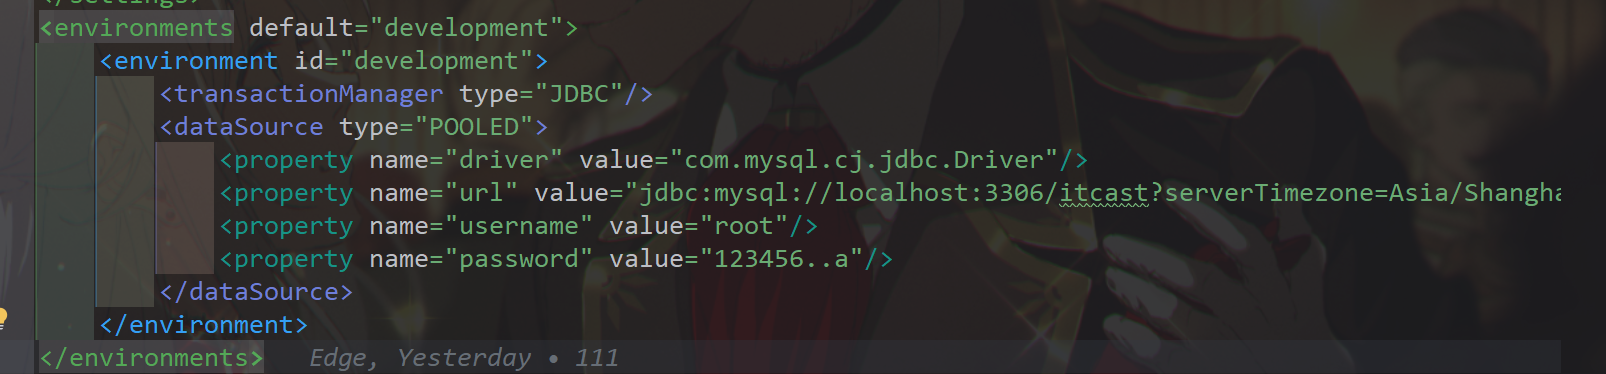 </settings>
<environments default="development">
<environment id="development">
<transactionManager type="JDBC"/>
<dataSource type="POOLED">
<property name="driver" value="com.mysql.cj.jdbc.Driver"/>
<property name="url" value="jdbc:mysql://localhost:3306/itcast?serverTimezone=Asia/Shangha
<property name="username" value="root"/>
<property name="password" value="123456..a"/>
</dataSource>
</environment>
</environments> Edge, Yesterday • 111